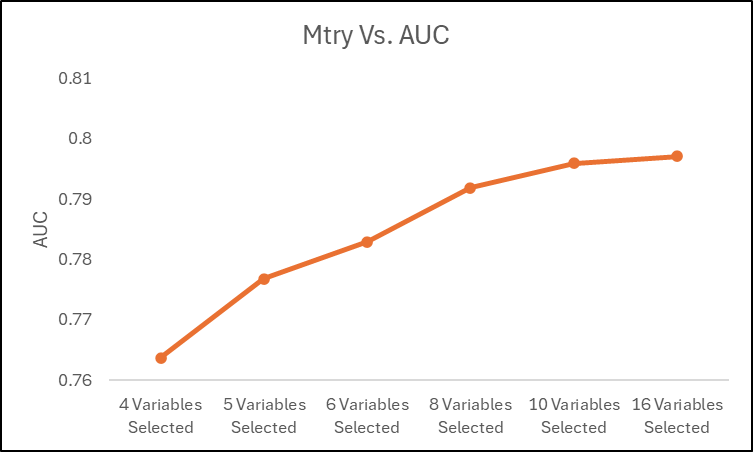 Mtry Vs. AUC
0.81
0.8
0.79
0.78
0.77
0.76
AUC
4 Variables
Selected
5 Variables
Selected
6 Variables
Selected
8 Variables
Selected
10 Variables
Selected
16 Variables
Selected